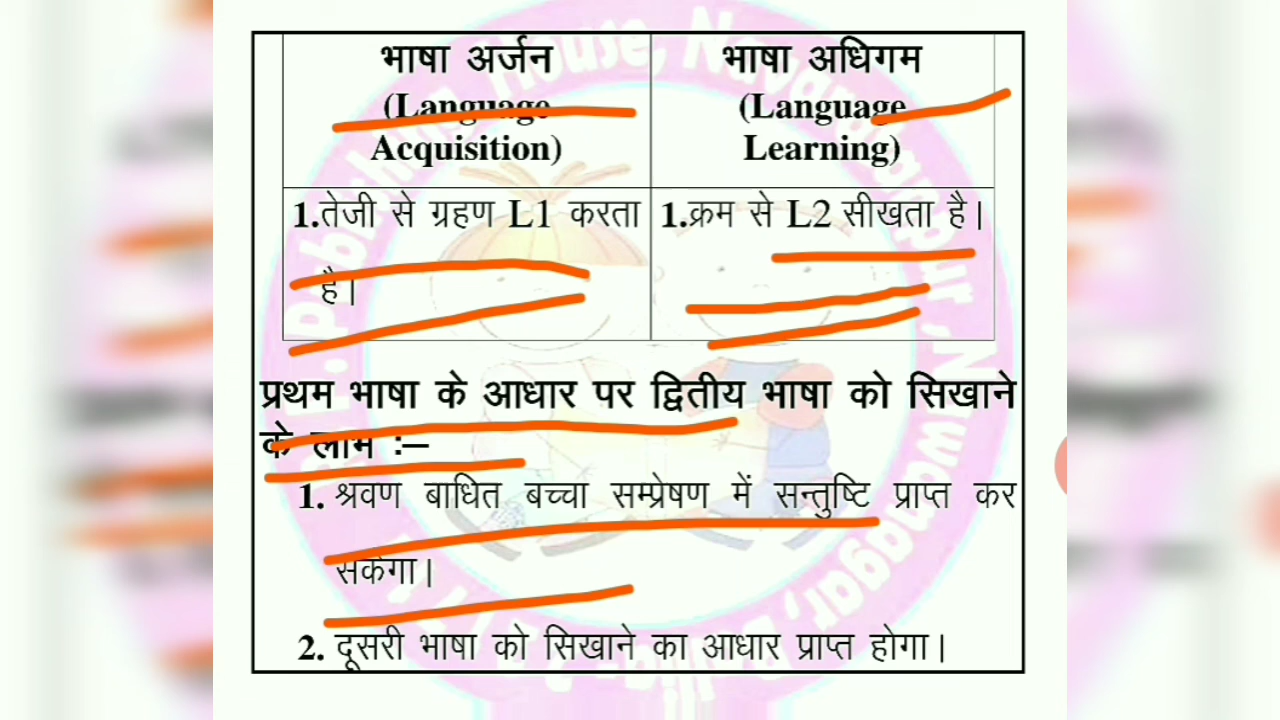 भाषा अर्जन
(Language
Acquisition)
भाषा अधिगम
(Language
Learning)
1.तेजी से ग्रहण L1 करता
है।
1.क्रम से L2 सीखता है।
प्रथम भाषा के आधार पर द्वितीय भाषा को सिखाने
के लाभ :–
1. श्रवण बाधित बच्चा सम्प्रेषण में सन्तुष्टि प्राप्त कर
सकेगा।
2. दूसरी भाषा को सिखाने का आधार प्राप्त होगा।